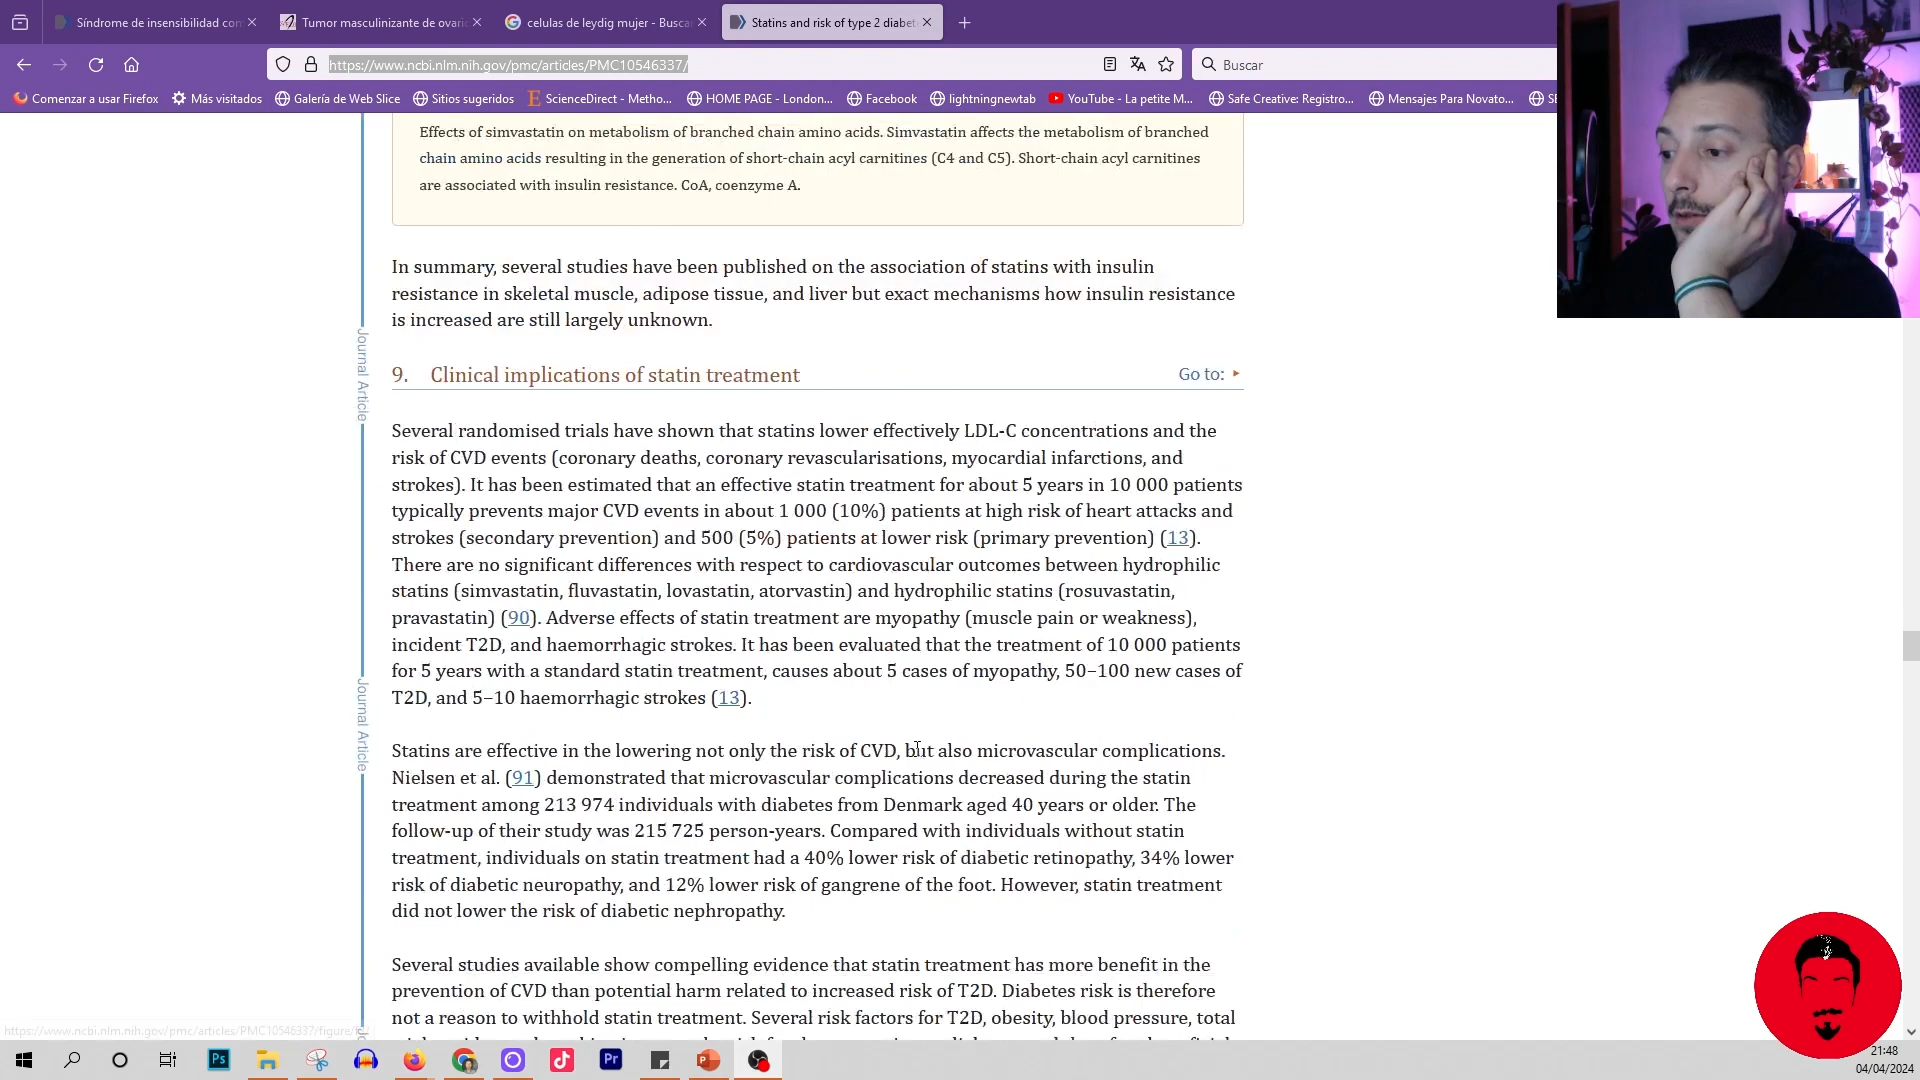 Síndrome de insensibilidad con
Tumor masculinizante de ovario
celulas de leydig mujer - Busca
Statins and risk of type 2 diabet
https://www.ncbi.nlm.nih.gov/pmc/articles/PMC10546337/
Buscar
Comenzar a usar Firefox
Más visitados
Galería de Web Slice
Sitios sugeridos
ScienceDirect - Metho...
HOME PAGE - London...
Facebook
lightningnewtab
YouTube - La petite M...
Safe Creative: Registro...
Mensajes Para Novato...
SE
Effects of simvastatin on metabolism of branched chain amino acids. Simvastatin affects the metabolism of branched
chain amino acids resulting in the generation of short-chain acyl carnitines (C4 and C5). Short-chain acyl carnitines
are associated with insulin resistance. CoA, coenzyme A.
In summary, several studies have been published on the association of statins with insulin
resistance in skeletal muscle, adipose tissue, and liver but exact mechanisms how insulin resistance
is increased are still largely unknown.
Journal Article
9. Clinical implications of statin treatment
Go to:
Several randomised trials have shown that statins lower effectively LDL-C concentrations and the
risk of CVD events (coronary deaths, coronary revascularisations, myocardial infarctions, and
strokes). It has been estimated that an effective statin treatment for about 5 years in 10 000 patients
typically prevents major CVD events in about 1 000 (10%) patients at high risk of heart attacks and
strokes (secondary prevention) and 500 (5%) patients at lower risk (primary prevention) (13).
There are no significant differences with respect to cardiovascular outcomes between hydrophilic
statins (simvastatin, fluvastatin, lovastatin, atorvastin) and hydrophilic statins (rosuvastatin,
pravastatin) (90). Adverse effects of statin treatment are myopathy (muscle pain or weakness),
incident T2D, and haemorrhagic strokes. It has been evaluated that the treatment of 10 000 patients
for 5 years with a standard statin treatment, causes about 5 cases of myopathy, 50–100 new cases of
T2D, and 5–10 haemorrhagic strokes (13).
Journal Article
Statins are effective in the lowering not only the risk of CVD, but also microvascular complications.
Nielsen et al. (91) demonstrated that microvascular complications decreased during the statin
treatment among 213 974 individuals with diabetes from Denmark aged 40 years or older. The
follow-up of their study was 215 725 person-years. Compared with individuals without statin
treatment, individuals on statin treatment had a 40% lower risk of diabetic retinopathy, 34% lower
risk of diabetic neuropathy, and 12% lower risk of gangrene of the foot. However, statin treatment
did not lower the risk of diabetic nephropathy.
Several studies available show compelling evidence that statin treatment has more benefit in the
prevention of CVD than potential harm related to increased risk of T2D. Diabetes risk is therefore
not a reason to withhold statin treatment. Several risk factors for T2D, obesity, blood pressure, total
https://www.ncbi.nlm.nih.gov/pmc/articles/PMC10546337/figure/f
Ps
Pr
21:48
04/04/2024